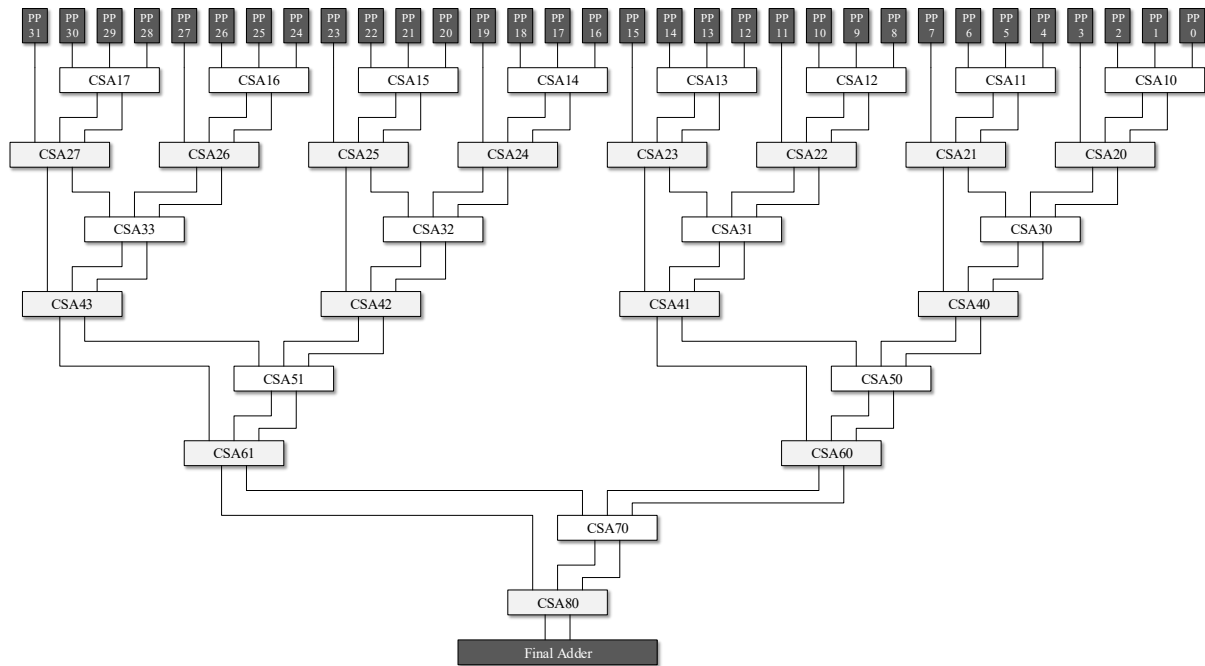 PP PP PP PP PP PP PP PP PP PP PP PP PP PP PP PP PP PP PP PP PP PP PP PP PP PP PP PP PP PP PP PP
31 30 29 28 27 26 25 24 23 22 21 20 19 18 17 16 15 14 13 12 11 10 9 8 7 6 5 4 3 2 1 0
CSA17 CSA16 CSA15 CSA14 CSA13 CSA12 CSA11 CSA10
CSA27 CSA26 CSA25 CSA24 CSA23 CSA22 CSA21 CSA20
CSA33 CSA32 CSA31 CSA30
CSA43 CSA42 CSA41 CSA40
CSA51 CSA50
CSA61 CSA60
CSA70
CSA80
Final Adder